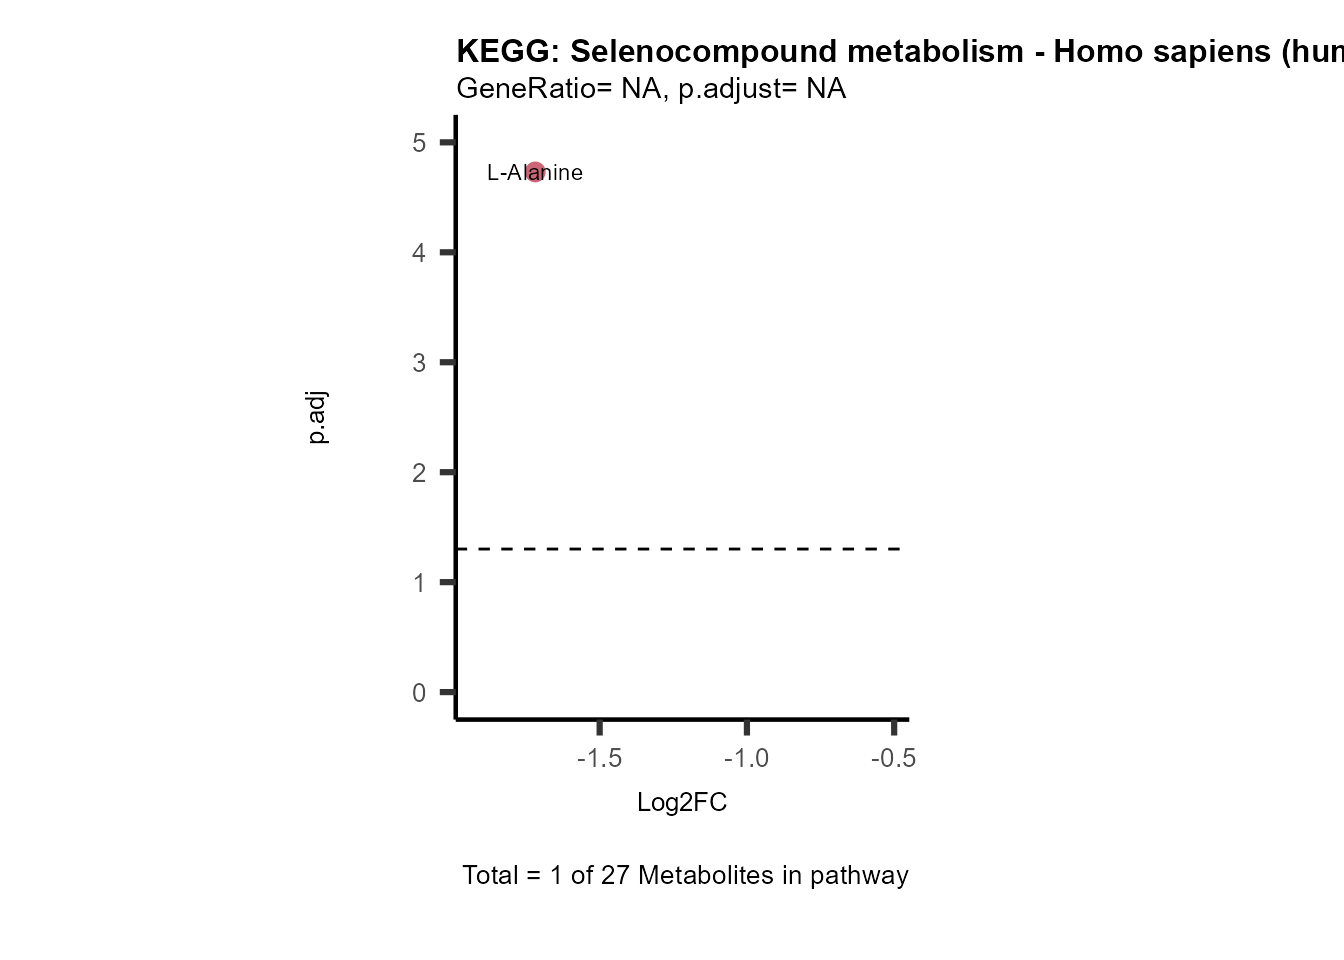 KEGG: Selenocompound metabolism - Homo sapiens (hum
GeneRatio= NA, p.adjust= NA
5
L-Alanine
4
3
p.adj
2
1
0
-1.5 -1.0 -0.5
Log2FC
Total = 1 of 27 Metabolites in pathway